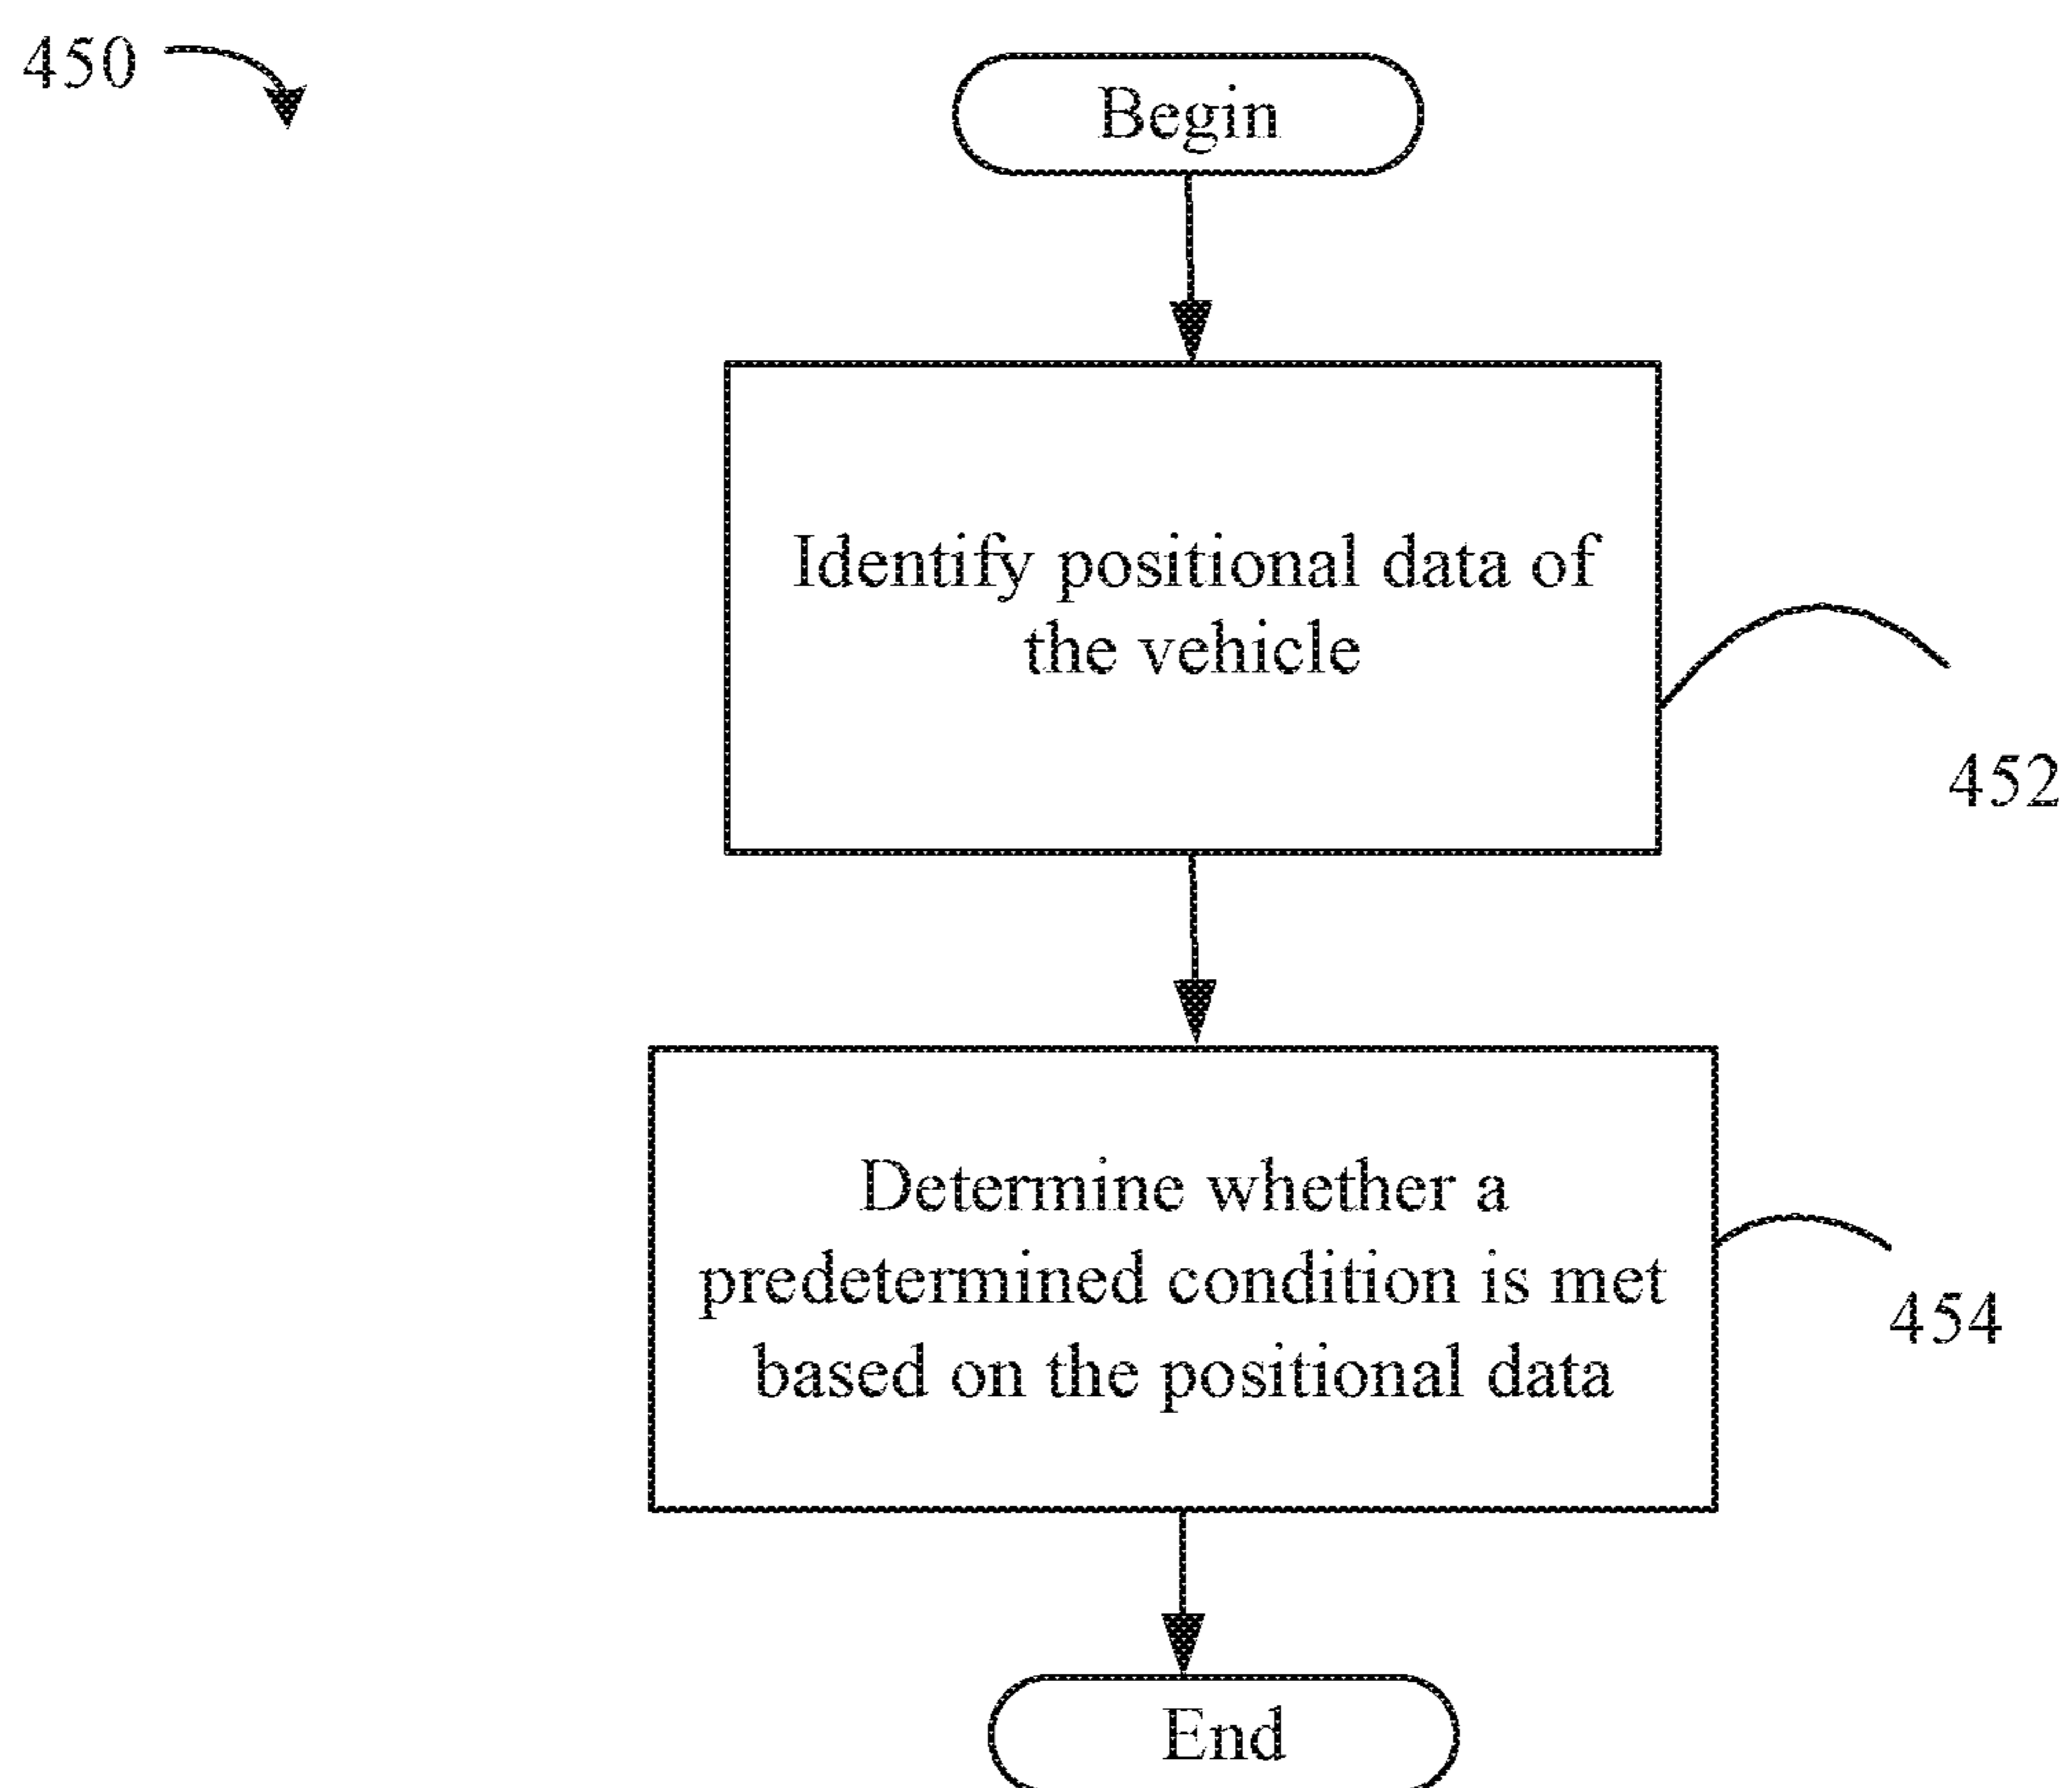 450
Begin
Identify positional data of
the vehicle
452
Determine whether a
predetermined condition is met
based on the positional data
454
End